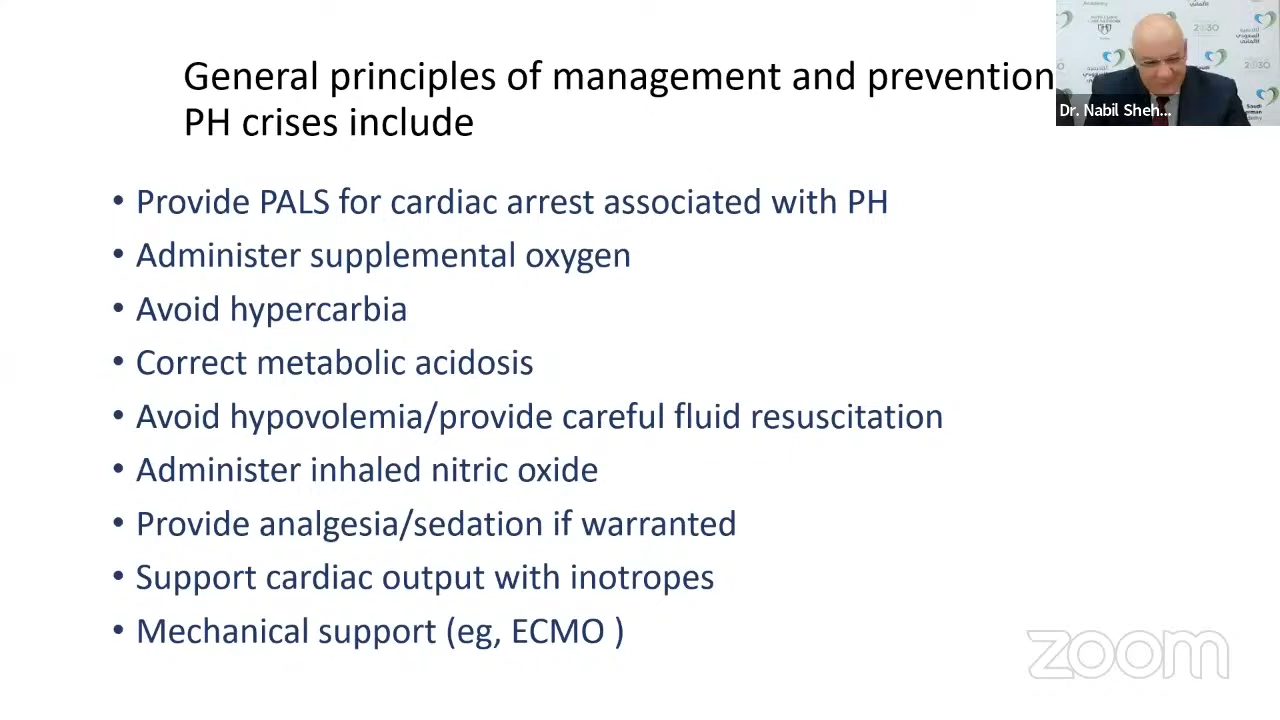 General principles of management and prevention
PH crises include
• Provide PALS for cardiac arrest associated with PH
• Administer supplemental oxygen
• Avoid hypercarbia
• Correct metabolic acidosis
• Avoid hypovolemia/provide careful fluid resuscitation
• Administer inhaled nitric oxide
• Provide analgesia/sedation if warranted
• Support cardiac output with inotropes
• Mechanical support (eg, ECMO )
Dr. Nabil Sheh...
zoom